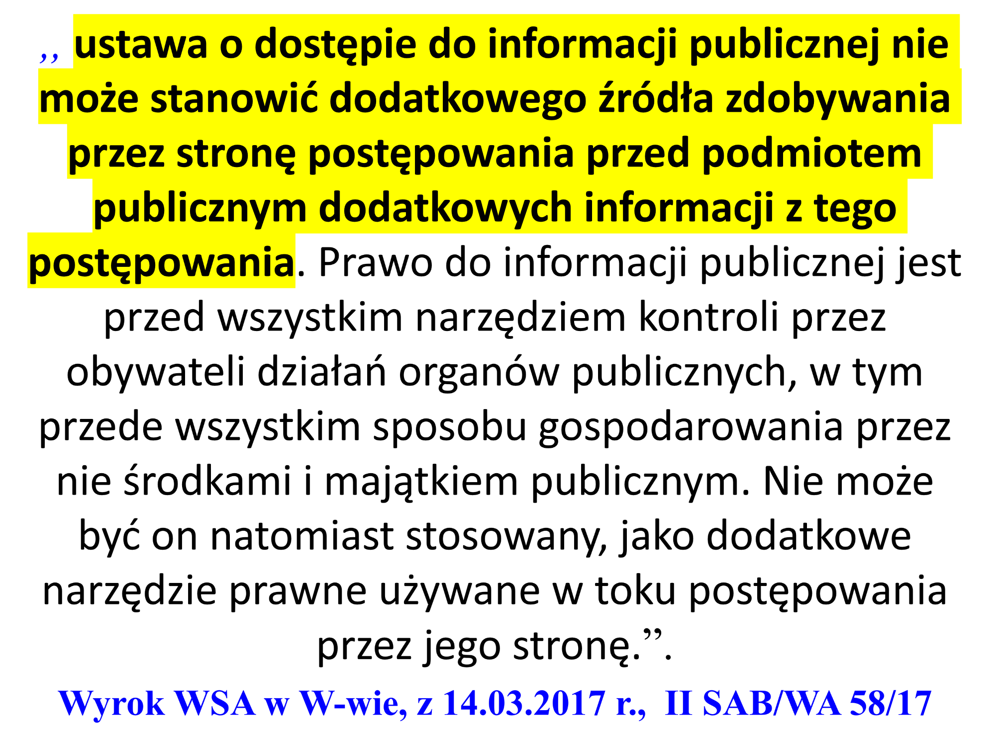 ,, ustawa o dostępie do informacji publicznej nie
może stanowić dodatkowego źródła zdobywania
przez stronę postępowania przed podmiotem
publicznym dodatkowych informacji z tego
postępowania. Prawo do informacji publicznej jest
przed wszystkim narzędziem kontroli przez
obywateli działań organów publicznych, w tym
przede wszystkim sposobu gospodarowania przez
nie środkami i majątkiem publicznym. Nie może
być on natomiast stosowany, jako dodatkowe
narzędzie prawne używane w toku postępowania
przez jego stronę.”.
Wyrok WSA w W-wie, z 14.03.2017 r., II SAB/WA 58/17